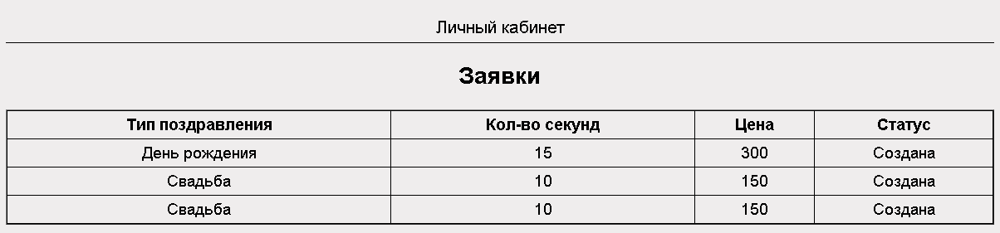 Личный кабинет
Заявки
Тип поздравления Кол-во секунд Цена Статус
День рождения 15 300 Создана
Свадьба 10 150 Создана
Свадьба 10 150 Создана